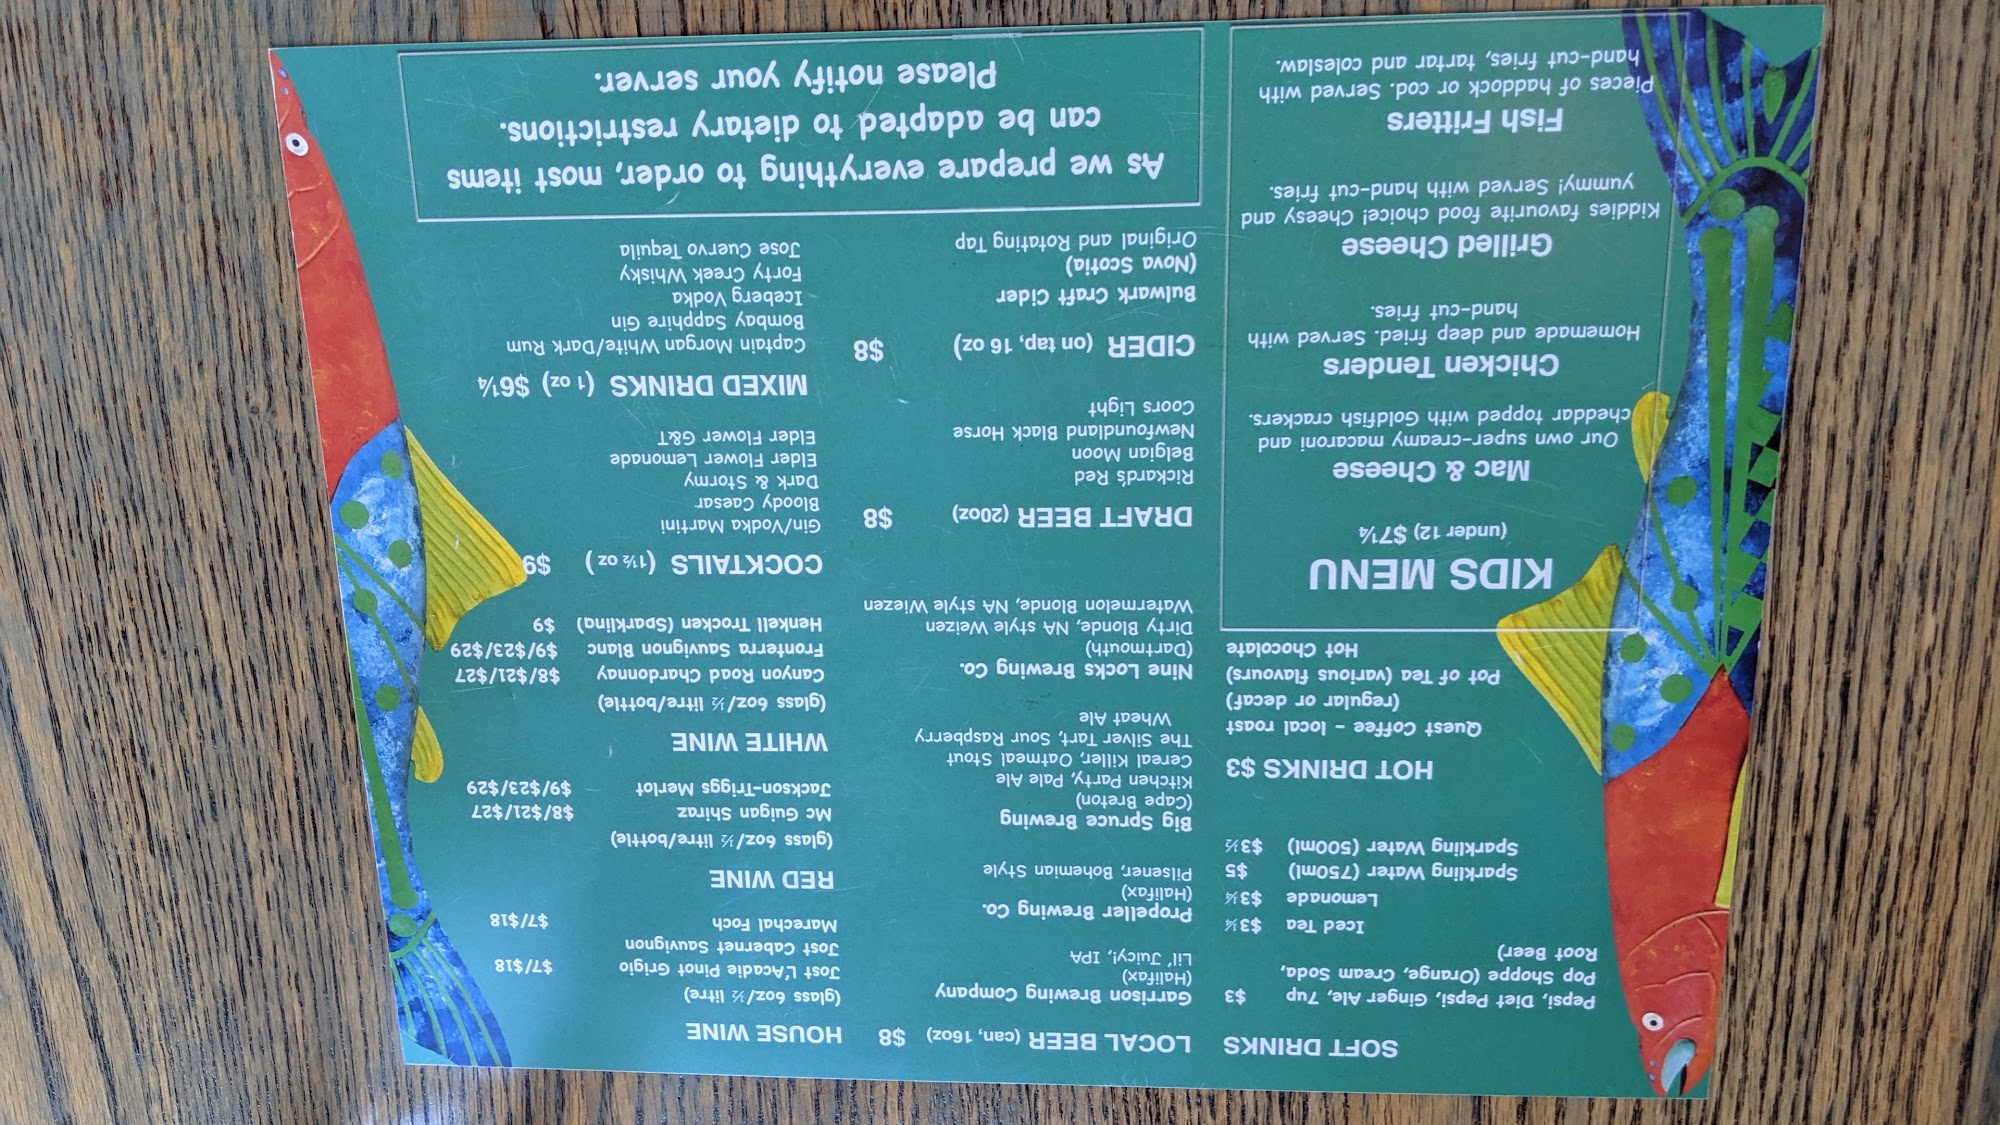 SOFT DRINKS
Pepsi, Diet Pepsi, Ginger Ale, 7up $3
Pop Shoppe (Orange, Cream Soda,
Root Beer)
Iced Tea $3¼
Lemonade $3¼
Sparkling Water (750ml) $5
Sparkling Water (500ml) $3½
HOT DRINKS $3
Quest Coffee - local roast
(regular or decaf)
Pot of Tea (various flavours)
Hot Chocolate
KIDS MENU
(under 12) $7¼
Mac & Cheese
Our own super-creamy macaroni and
cheddar topped with Goldfish crackers.
Chicken Tenders
Homemade and deep fried. Served with
hand-cut fries.
Grilled Cheese
Kiddies favourite food choice! Cheesy and
yummy! Served with hand-cut fries.
Fish Fritters
Pieces of haddock or cod. Served with
hand-cut fries, tartar and coleslaw.
LOCAL BEER (can, 16oz) $8
Garrison Brewing Company
(Halifax)
Lil' Juicy!, IPA
Propeller Brewing Co.
(Halifax)
Pilsener, Bohemian Style
Big Spruce Brewing
(Cape Breton)
Kitchen Party, Pale Ale
Cereal Killer, Oatmeal Stout
The Silver Tart, Sour Raspberry
Wheat Ale
Nine Locks Brewing Co.
(Dartmouth)
Dirty Blonde, NA style Weizen
Watermelon Blonde, NA style Wiezen
DRAFT BEER (20oz) $8
Rickard's Red
Belgian Moon
Newfoundland Black Horse
Coors Light
CIDER (on tap, 16 oz) $8
Bulwark Craft Cider
(Nova Scotia)
Original and Rotating Tap
HOUSE WINE
(glass 6oz/½ litre)
Jost L'Acadie Pinot Grigio $7/$18
Jost Cabernet Sauvignon
Marechal Foch $7/$18
RED WINE
(glass 6oz/½ litre/bottle)
Mc Guigan Shiraz $8/$21/$27
Jackson-Triggs Merlot $9/$23/$29
WHITE WINE
(glass 6oz/½ litre/bottle)
Canyon Road Chardonnay $8/$21/$27
Fronterra Sauvignon Blanc $9/$23/$29
Henkell Trocken (Sparkling) $9
COCKTAILS (1½ oz ) $9
Gin/Vodka Martini
Bloody Caesar
Dark & Stormy
Elder Flower Lemonade
Elder Flower G&T
MIXED DRINKS (1 oz) $6¼
Captain Morgan White/Dark Rum
Bombay Sapphire Gin
Iceberg Vodka
Forty Creek Whisky
Jose Cuervo Tequila
As we prepare everything to order, most items
can be adapted to dietary restrictions.
Please notify your server.